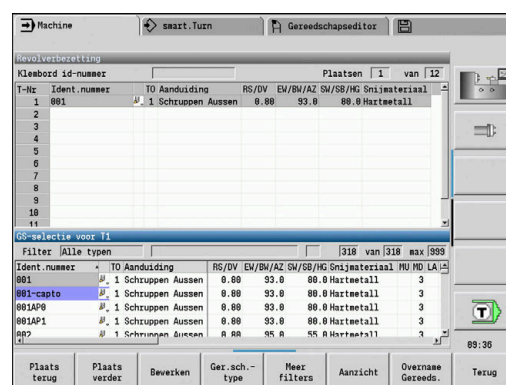 Machine smart.Turn Gereedschapseditor
Revolverbezetting
Klembord id-nummer Plaatsen 1 van 12
T-Nr Ident.nummer TO Aanduiding RS/DV EW/BW/AZ SW/SB/HG Snijmateriaal
1 001 1 Schruppen Aussen 0.80 93.0 80.0 Hartmetall
2
3
4
5
6
7
8
9
10
11
GS-selectie voor T1
Filter Alle typen 318 van 318 max 999
Ident.nummer TO Aanduiding RS/DV EW/BW/AZ SW/SB/HG Snijmateriaal MU MD LA
001 1 Schruppen Aussen 0.80 93.0 80.0 Hartmetall 3
001-capto 1 Schruppen Aussen 0.80 93.0 80.0 Hartmetall 3
001AP0 1 Schruppen Aussen 0.80 93.0 80.0 Hartmetall 3
001AP1 1 Schruppen Aussen 0.80 93.0 80.0 Hartmetall 3
002 1 Schruppen Aussen 0.80 95.0 55.0 Hartmetall 3
T
09:36
Plaats terug
Plaats verder
Bewerken
Ger.sch.-type
Meer filters
Aanzicht
Overname Gereeds.
Terug